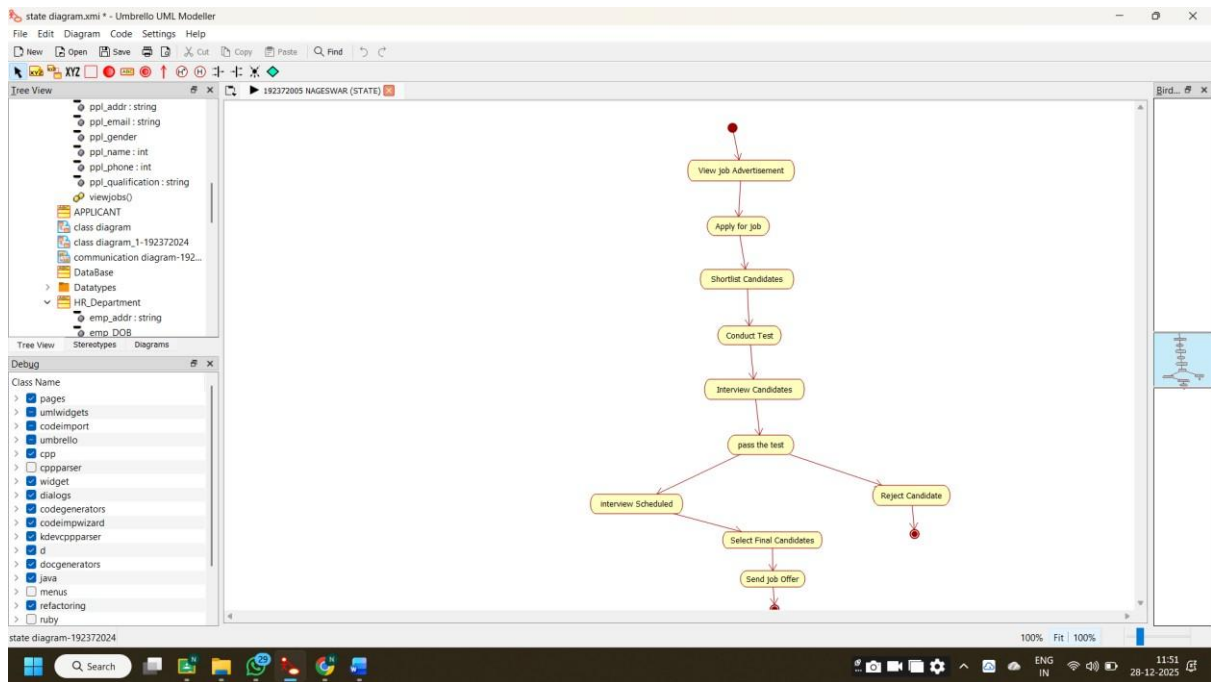 state diagram.xmi * - Umbrello UML Modeller
File Edit Diagram Code Settings Help
New Open Save Cut Copy Paste Find
XYZ XYZ
Tree View
ppl_addr : string
ppl_email : string
ppl_gender
ppl_name : int
ppl_phone : int
ppl_qualification : string
viewjobs()
APPLICANT
class diagram
class diagram_1-192372024
communication diagram-192...
DataBase
Datatypes
HR_Department
emp_addr : string
emp_DOB
Tree View Stereotypes Diagrams
Debug
Class Name
pages
umlwidgets
codeimport
umbrello
cpp
cppparser
widget
dialogs
codegenerators
codeimpwizard
kdevcppparser
d
docgenerators
java
menus
refactoring
ruby
192372005 NAGESWAR (STATE)
View job Advertisement
Apply for job
Shortlist Candidates
Conduct Test
Interview Candidates
pass the test
interview Scheduled
Reject Candidate
Select Final Candidates
Send job Offer
Bird...
state diagram-192372024
100% Fit 100%
Search
29
ENG
IN
11:51
28-12-2025